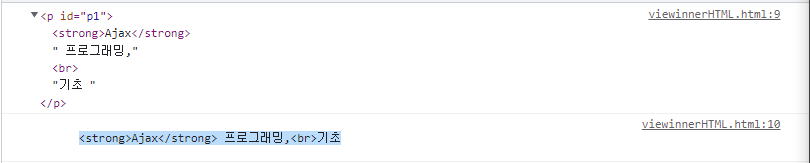 ▼<p id="p1"> viewinnerHTML.html:9
<strong>Ajax</strong>
" 프로그래밍,"
<br>
"기초 "
</p>
<strong>Ajax</strong> 프로그래밍,<br>기초 viewinnerHTML.html:10